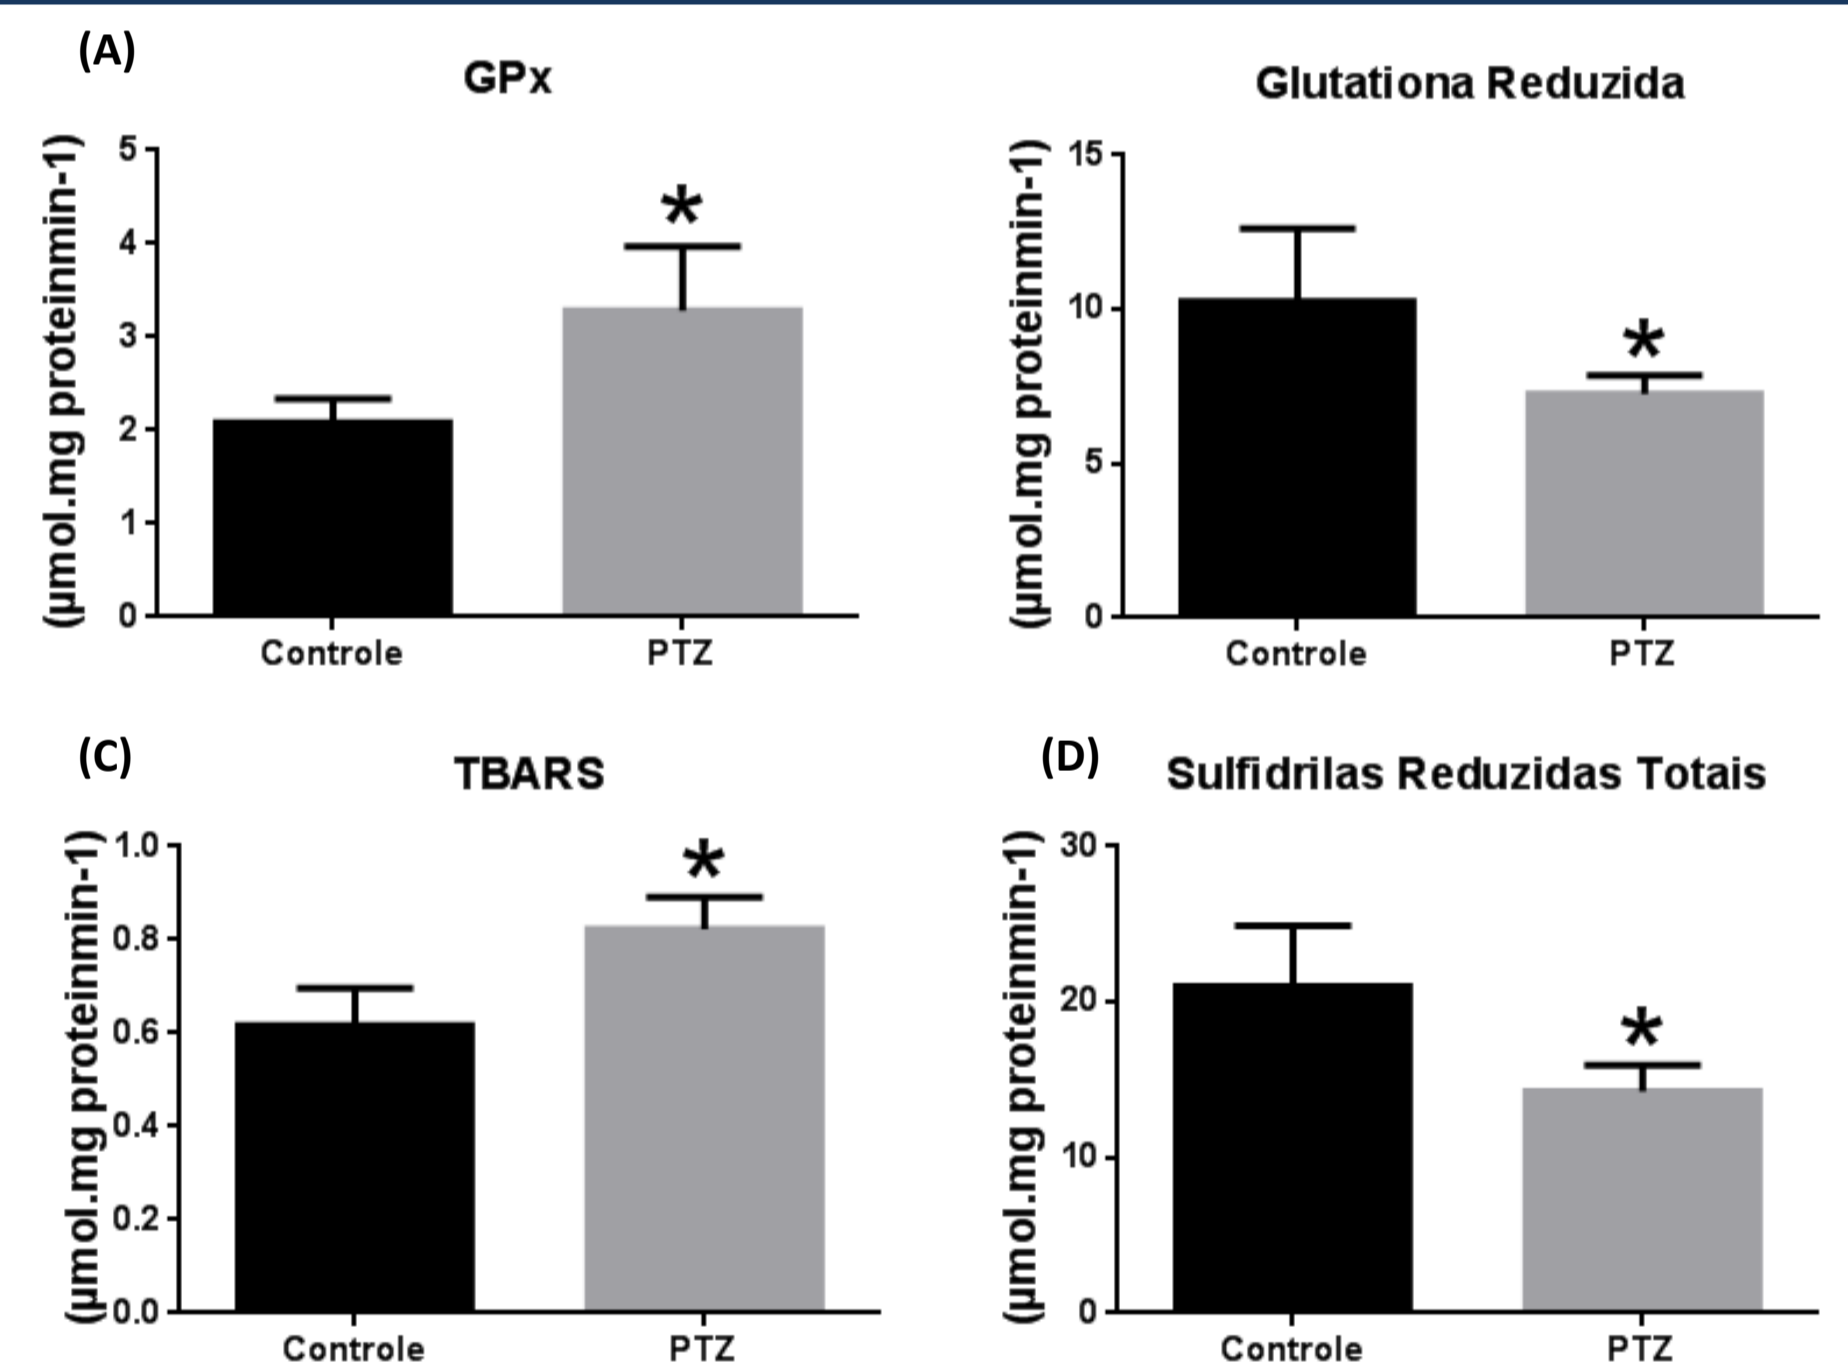 (A)
GPx
(µmol.mg proteinmin-1)
5
4
3
2
1
0
*
Controle
PTZ
Glutationa Reduzida
(µmol.mg proteinmin-1)
15
10
5
0
*
Controle
PTZ
(C)
TBARS
(µmol.mg proteinmin-1)
1.0
0.8
0.6
0.4
0.2
0.0
*
Controle
PTZ
(D)
Sulfidrilas Reduzidas Totais
(µmol.mg proteinmin-1)
30
20
10
0
*
Controle
PTZ